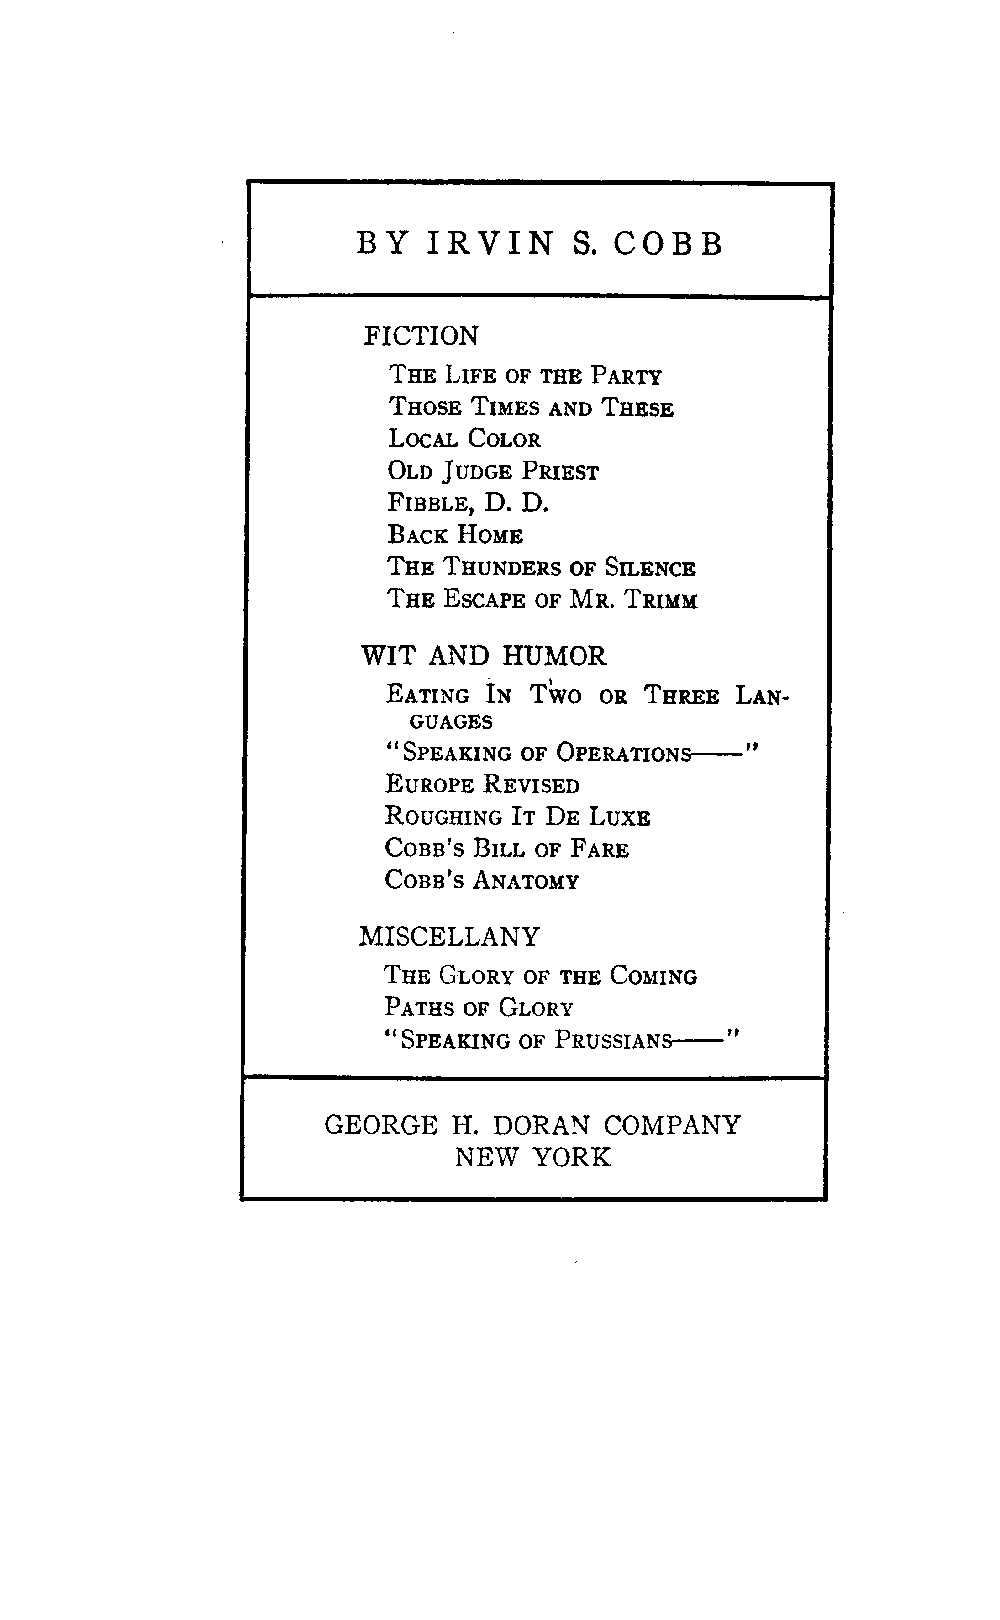 BY IRVIN S. COBB
FICTION
The Life of the Party
Those Times and These
Local Color
Old Judge Priest
Fibble, D. D.
Back Home
The Thunders of Silence
The Escape of Mr. Trimm
WIT AND HUMOR
Eating In Two or Three Lan-
guages
"Speaking of Operations——"
Europe Revised
Roughing It De Luxe
Cobb's Bill of Fare
Cobb's Anatomy
MISCELLANY
The Glory of the Coming
Paths of Glory
"Speaking of Prussians——"
GEORGE H. DORAN COMPANY
NEW YORK